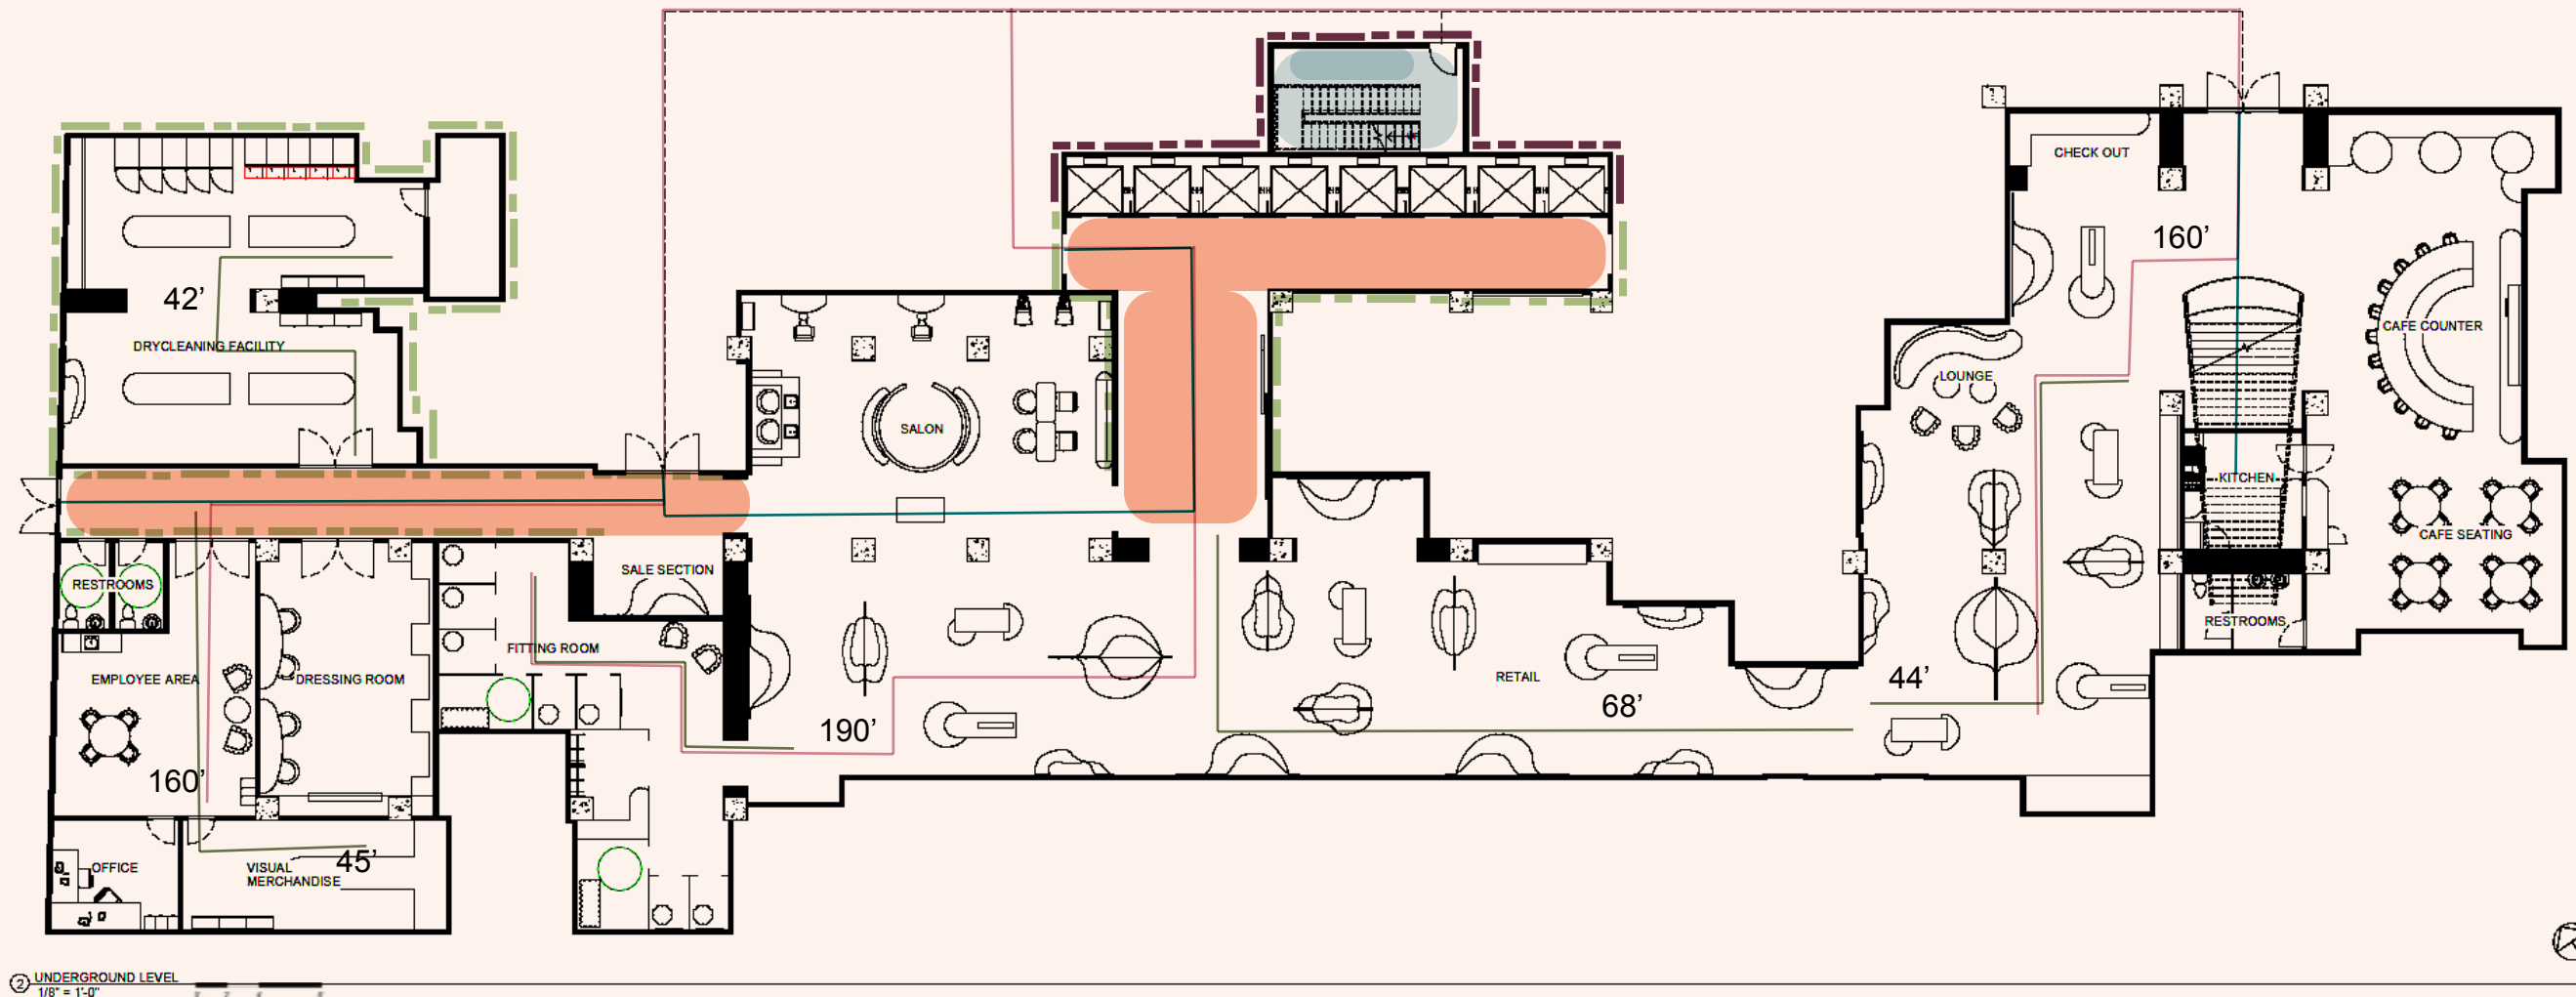 CHECK OUT
160’
42’
CAFE COUNTER
DRYCLEANING FACILITY
LOUNGE
SALON
KITCHEN
CAFE SEATING
SALE SECTION
RESTROOMS
RESTROOMS
FITTING ROOM
EMPLOYEE AREA
DRESSING ROOM
RETAIL
44’
68’
190’
160’
45’
OFFICE
VISUAL
MERCHANDISE
2
UNDERGROUND LEVEL
1/8" = 1'-0"